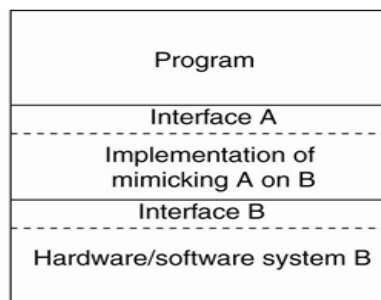 Program
Interface A
Implementation of
mimicking A on B
Interface B
Hardware/software system B